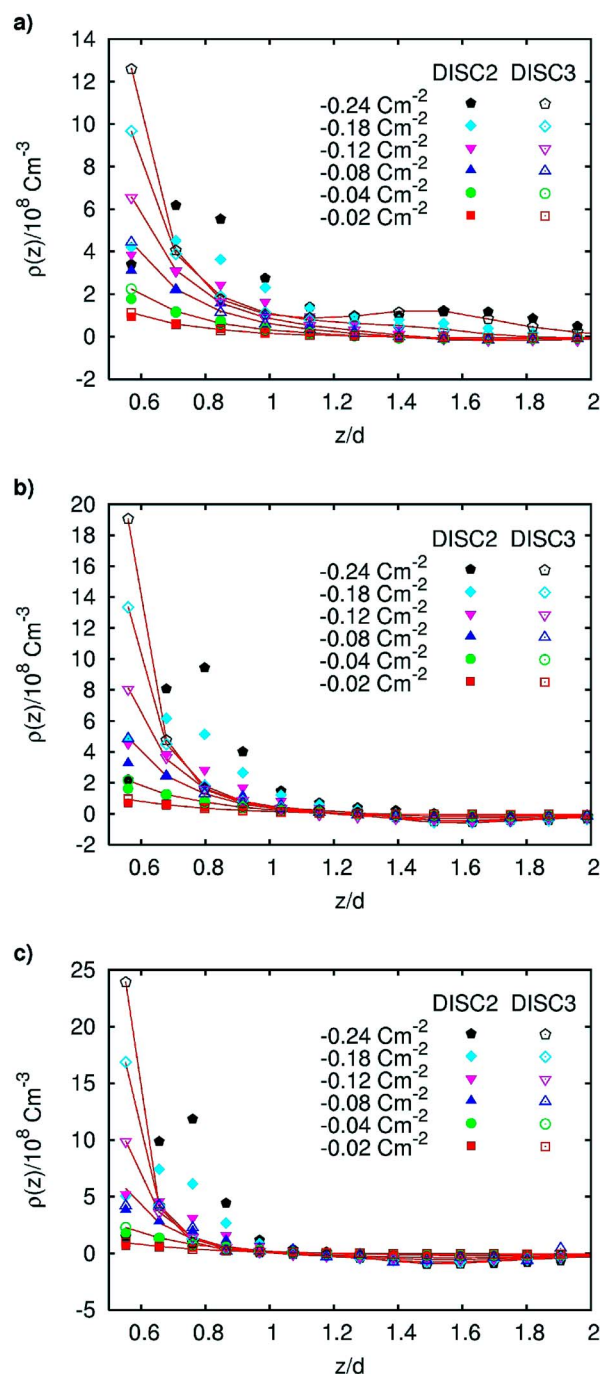 a)
14
12
10
8
6
4
2
0
-2
ρ(z)/10⁸ Cm⁻³
DISC2 DISC3
-0.24 Cm⁻²
-0.18 Cm⁻²
-0.12 Cm⁻²
-0.08 Cm⁻²
-0.04 Cm⁻²
-0.02 Cm⁻²
0.6 0.8 1 1.2 1.4 1.6 1.8 2
z/d
b)
20
18
16
14
12
10
8
6
4
2
0
-2
ρ(z)/10⁸ Cm⁻³
DISC2 DISC3
-0.24 Cm⁻²
-0.18 Cm⁻²
-0.12 Cm⁻²
-0.08 Cm⁻²
-0.04 Cm⁻²
-0.02 Cm⁻²
0.6 0.8 1 1.2 1.4 1.6 1.8 2
z/d
c)
25
20
15
10
5
0
-5
ρ(z)/10⁸ Cm⁻³
DISC2 DISC3
-0.24 Cm⁻²
-0.18 Cm⁻²
-0.12 Cm⁻²
-0.08 Cm⁻²
-0.04 Cm⁻²
-0.02 Cm⁻²
0.6 0.8 1 1.2 1.4 1.6 1.8 2
z/d